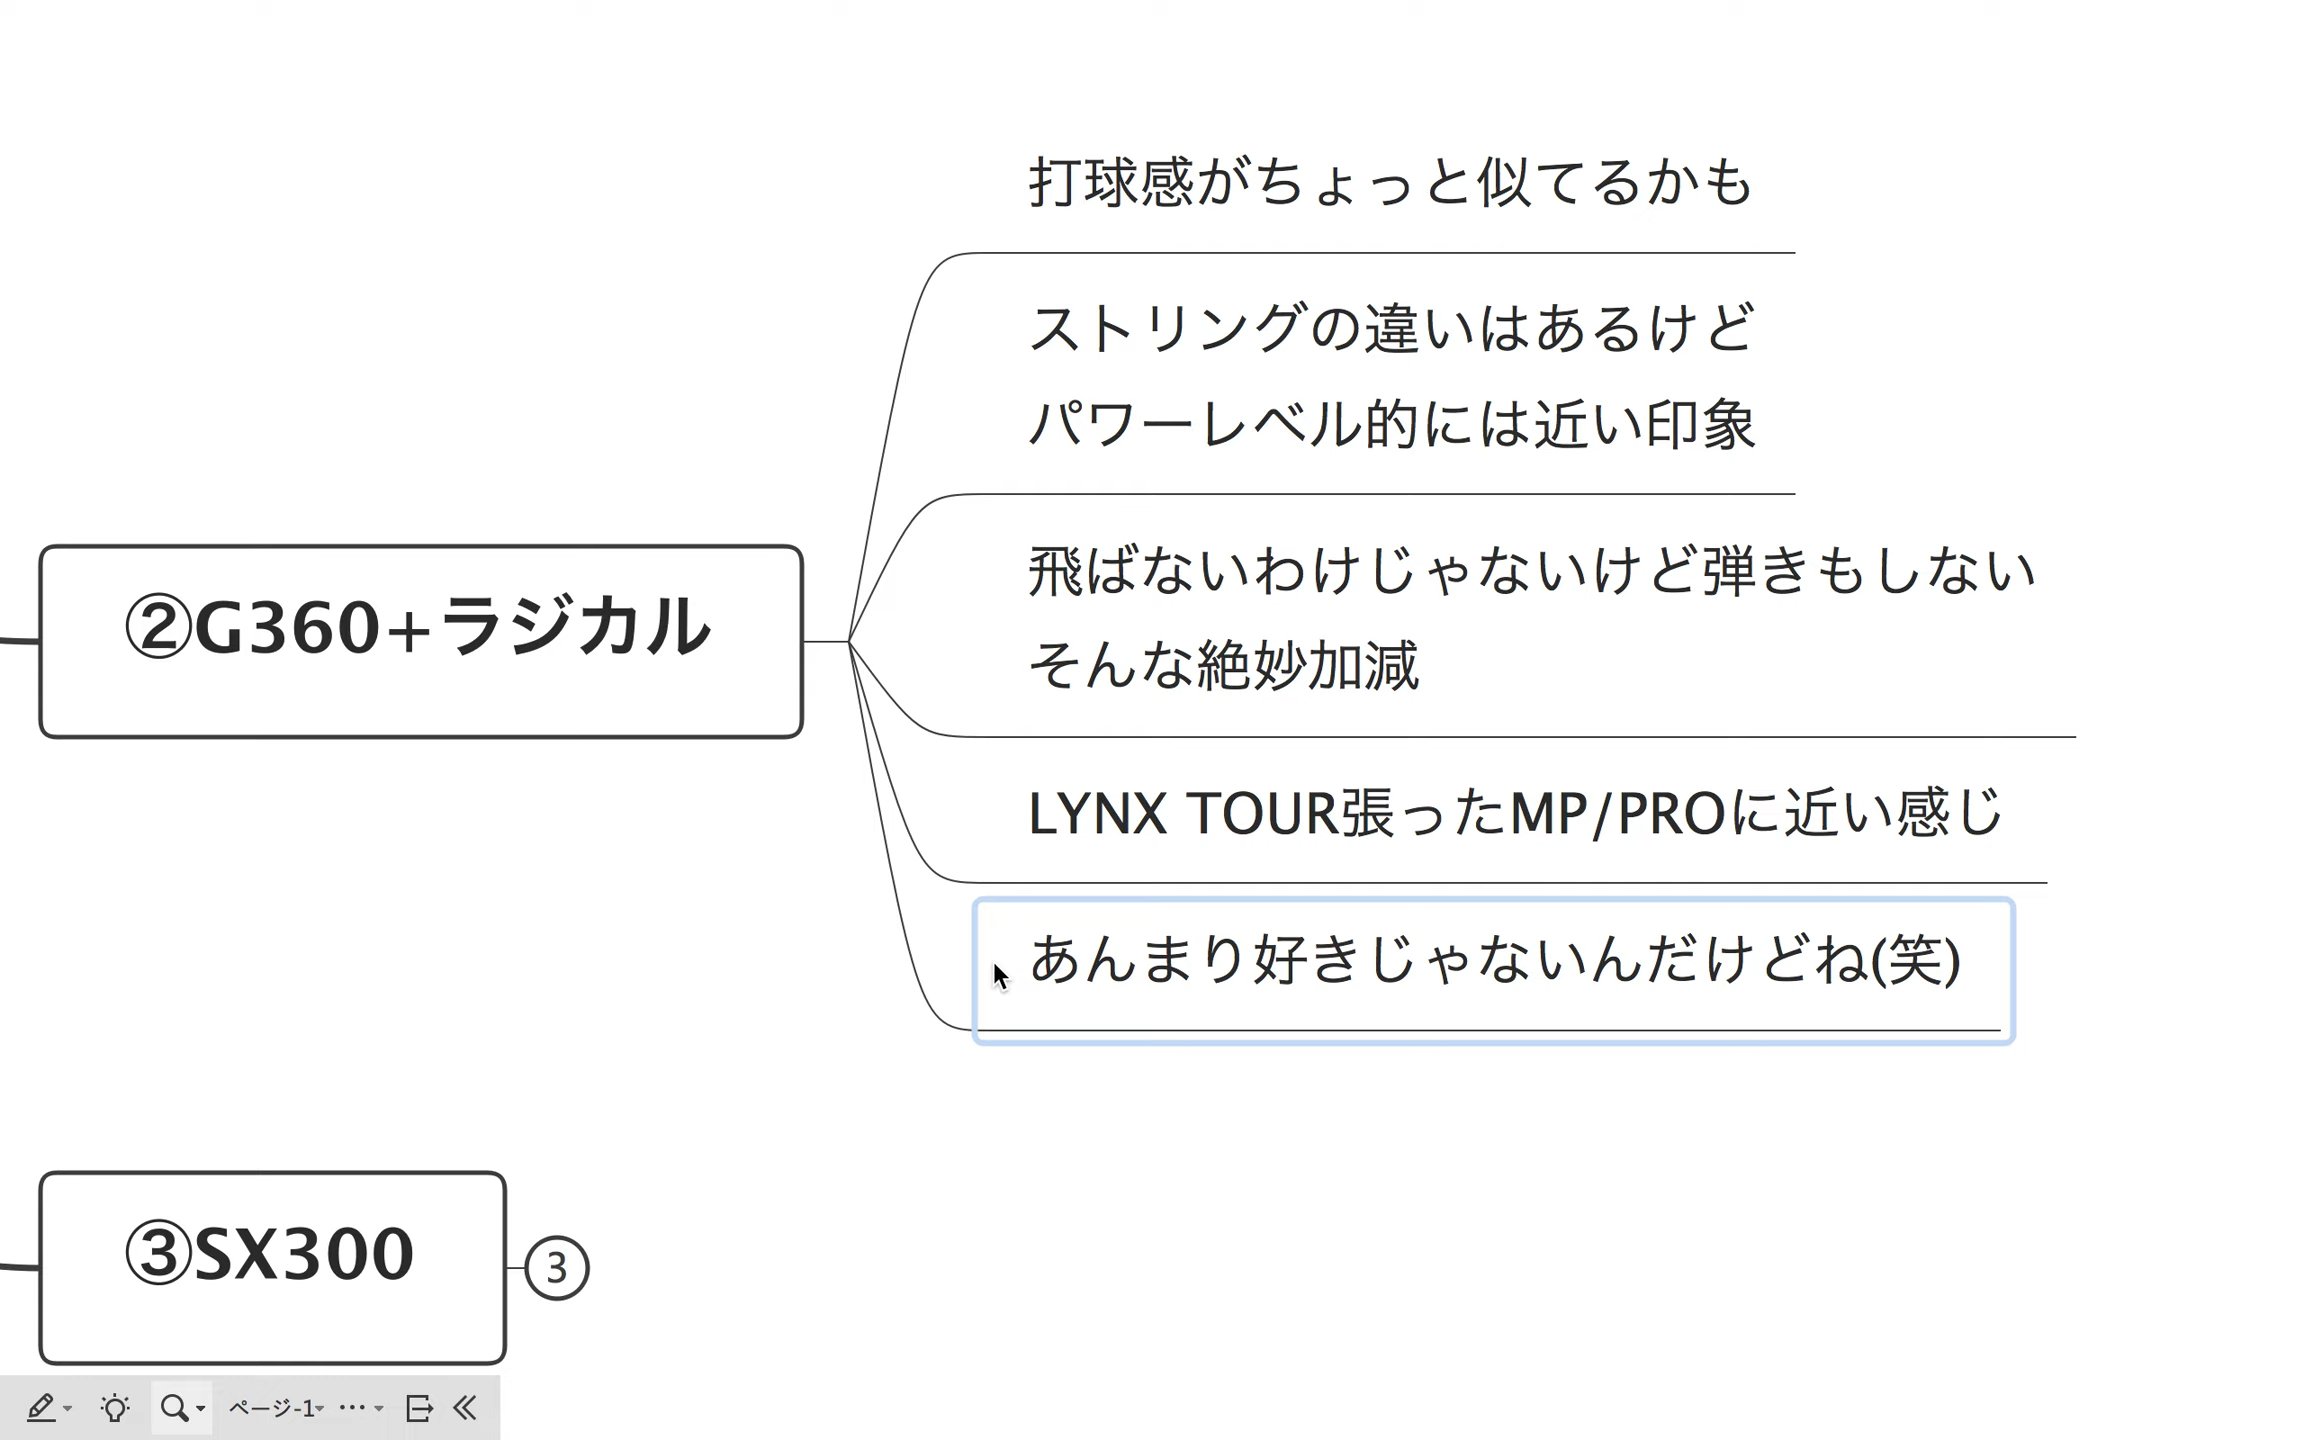 打球感がちょっと似てるかも
ストリングの違いはあるけど
パワーレベル的には近い印象
飛ばないわけじゃないけど弾きもしない
そんな絶妙加減
②G360+ラジカル
LYNX TOUR張ったMP/PROに近い感じ
あんまり好きじゃないんだけどね(笑)
③SX300
3
ページ-1